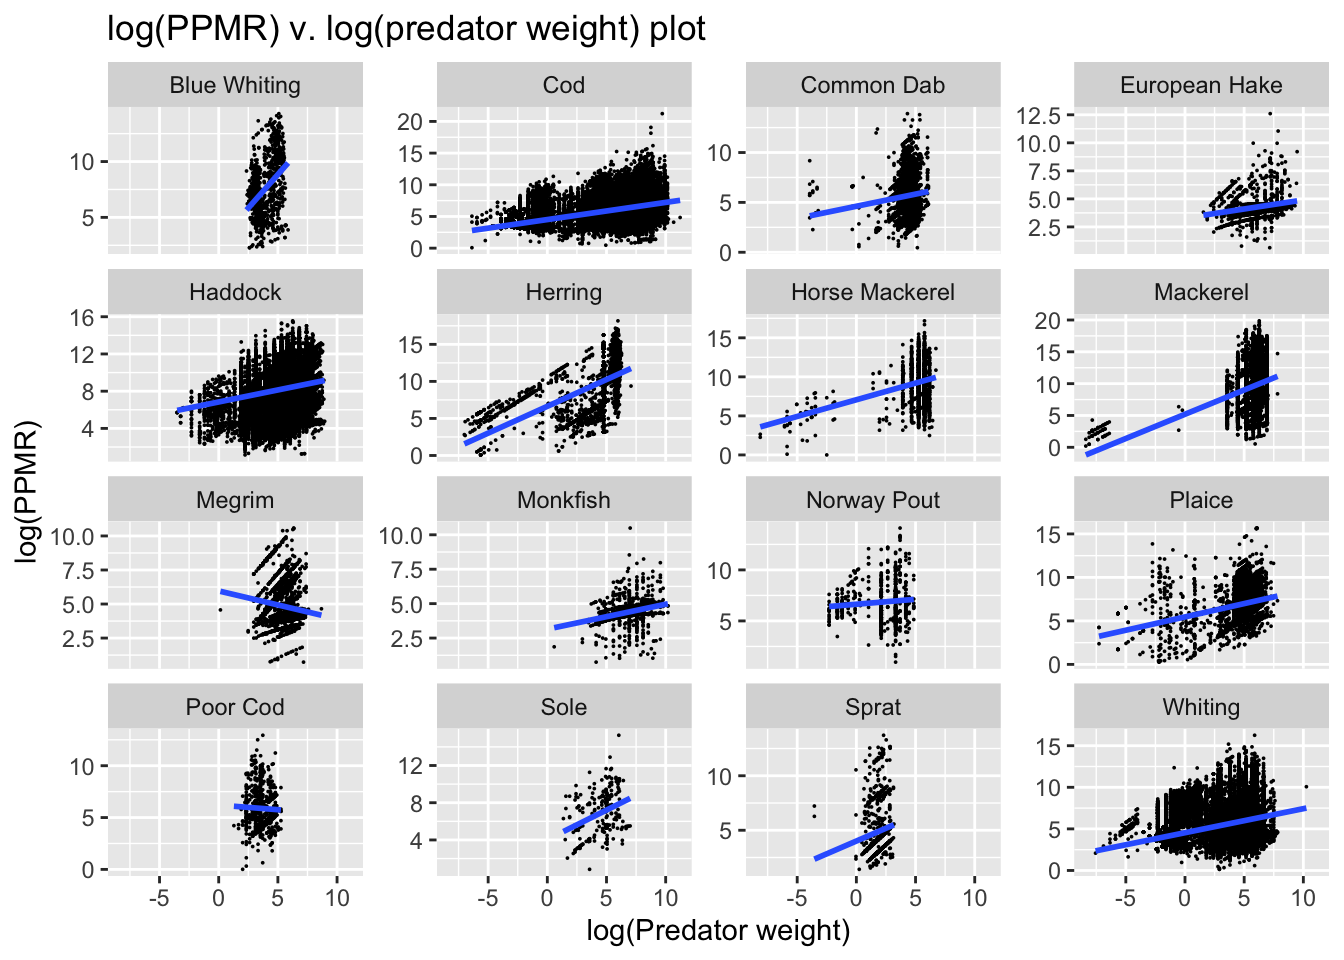 log(PPMR) v. log(predator weight) plot
Blue Whiting
Cod
Common Dab
European Hake
10
5
20
15
10
5
0
10
5
0
12.5
10.0
7.5
5.0
2.5
Haddock
Herring
Horse Mackerel
Mackerel
16
12
8
4
15
10
5
0
15
10
5
0
20
15
10
5
0
log(PPMR)
Megrim
Monkfish
Norway Pout
Plaice
10.0
7.5
5.0
2.5
10.0
7.5
5.0
2.5
10
5
15
10
5
0
Poor Cod
Sole
Sprat
Whiting
10
5
0
12
8
4
10
5
15
10
5
0
-5 0 5 10 -5 0 5 10 -5 0 5 10 -5 0 5 10
log(Predator weight)